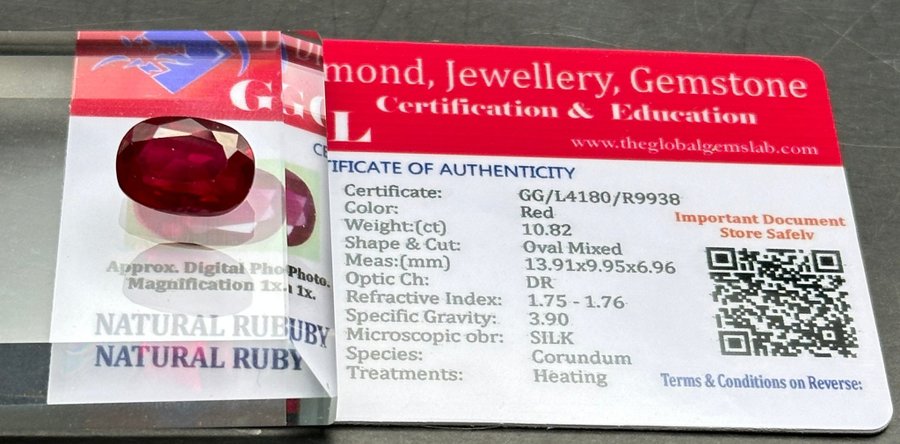 GGL
mond, Jewellery, Gemstone
Certification & Education
www.theglobalgemslab.com
TIFICATE OF AUTHENTICITY
Certificate: GG/L4180/R9938
Color: Red
Weight:(ct) 10.82
Shape & Cut: Oval Mixed
Meas:(mm) 13.91x9.95x6.96
Optic Ch: DR
Refractive Index: 1.75 - 1.76
Specific Gravity: 3.90
Microscopic obr: SILK
Species: Corundum
Treatments: Heating
Important Document
Store Safely
Terms & Conditions on Reverse:
Approx. Digital Photo.
Magnification 1x.
NATURAL RUBY
NATURAL RUBY